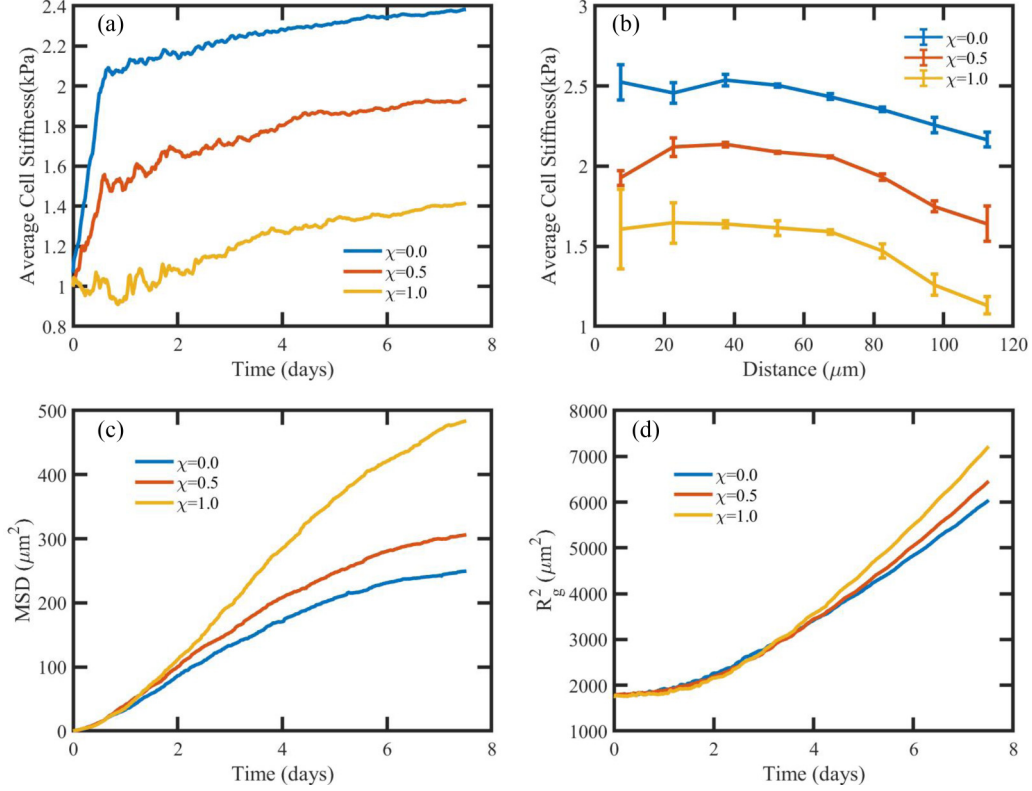 (a)
Average Cell Stiffness(kPa)
2.4
2.2
2
1.8
1.6
1.4
1.2
1
0.8
χ=0.0
χ=0.5
χ=1.0
0 2 4 6 8
Time (days)
(b)
Average Cell Stiffness(kPa)
3
2.5
2
1.5
1
χ=0.0
χ=0.5
χ=1.0
0 20 40 60 80 100 120
Distance (μm)
(c)
MSD (μm²)
500
400
300
200
100
0
χ=0.0
χ=0.5
χ=1.0
0 2 4 6 8
Time (days)
(d)
R²g (μm²)
8000
7000
6000
5000
4000
3000
2000
1000
χ=0.0
χ=0.5
χ=1.0
0 2 4 6 8
Time (days)